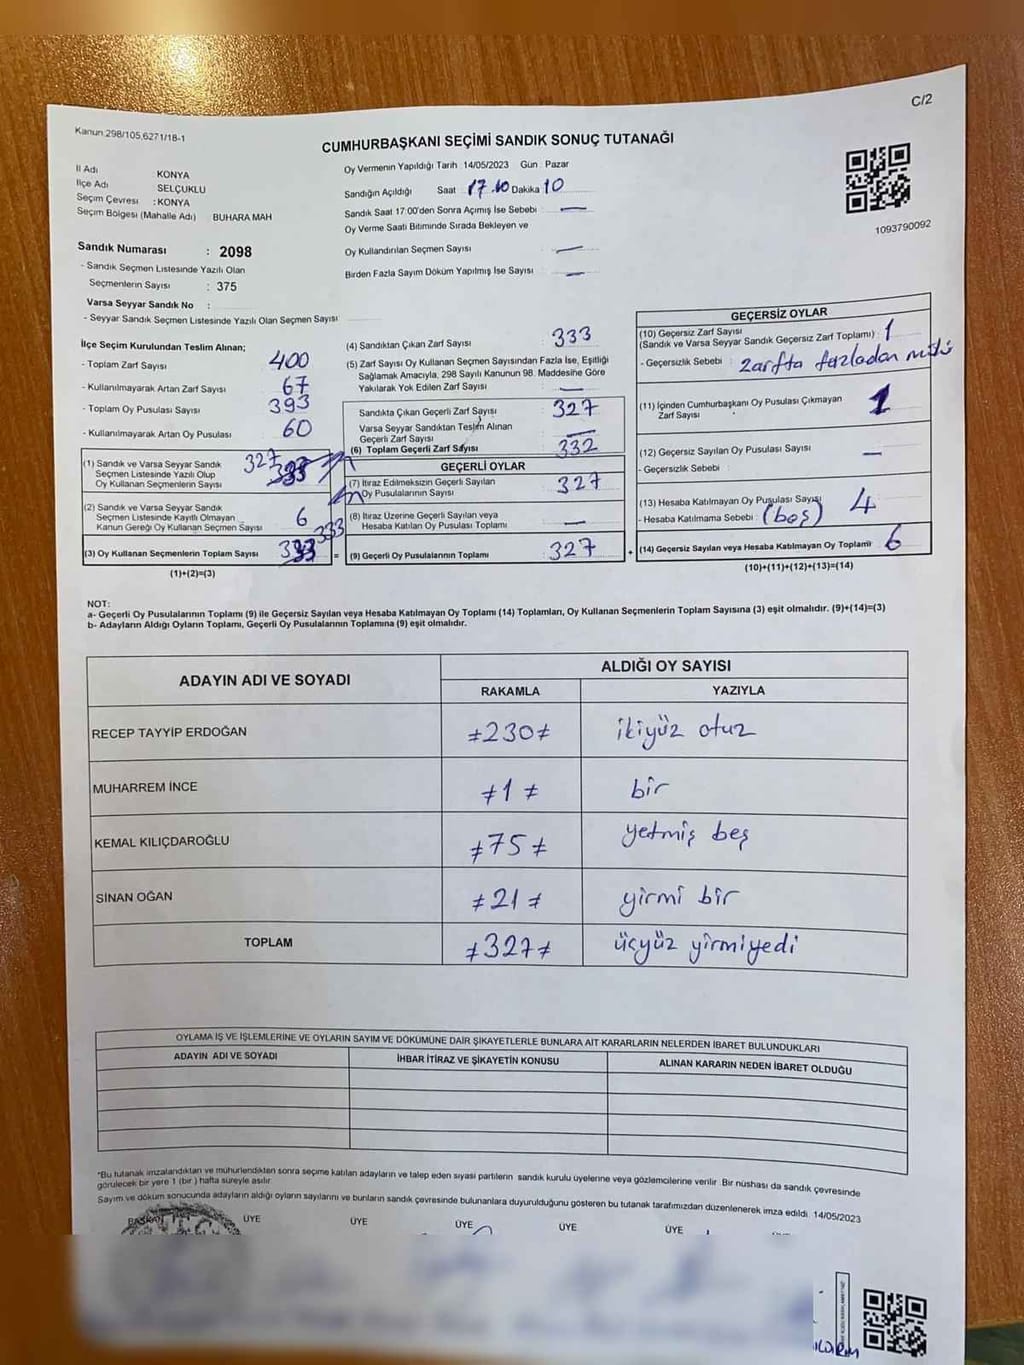 C/2
Kanun.298/105,6271/18-1
CUMHURBAŞKANI SEÇİMİ SANDIK SONUÇ TUTANAĞI
İl Adı KONYA
İlçe Adı SELÇUKLU
Seçim Çevresi : KONYA
Seçim Bölgesi (Mahalle Adı) BUHARA MAH
Oy Vermenin Yapıldığı Tarih : 14/05/2023 Gün : Pazar
Sandığın Açıldığı Saat 17.10 Dakika 10
Sandık Saat 17:00'den Sonra Açımış İse Sebebi : —
Oy Verme Saati Bitiminde Sırada Bekleyen ve
Oy Kullandırılan Seçmen Sayısı : —
Birden Fazla Sayım Döküm Yapılmış İse Sayısı : —
1093790092
Sandık Numarası : 2098
- Sandık Seçmen Listesinde Yazılı Olan
Seçmenlerin Sayısı : 375
Varsa Seyyar Sandık No :
- Seyyar Sandık Seçmen Listesinde Yazılı Olan Seçmen Sayısı
İlçe Seçim Kurulundan Teslim Alınan;
- Toplam Zarf Sayısı : 400
- Kullanılmayarak Artan Zarf Sayısı : 67
- Toplam Oy Pusulası Sayısı : 393
- Kullanılmayarak Artan Oy Pusulası : 60
(1) Sandık ve Varsa Seyyar Sandık
Seçmen Listesinde Yazılı Olup
Oy Kullanan Seçmenlerin Sayısı 327
(2) Sandık ve Varsa Seyyar Sandık
Seçmen Listesinde Kayıtlı Olmayan
Kanun Gereği Oy Kullanan Seçmen Sayısı 6
(3) Oy Kullanan Seçmenlerin Toplam Sayısı 333
(1)+(2)=(3)
(4) Sandıktan Çıkan Zarf Sayısı : 333
(5) Zarf Sayısı Oy Kullanan Seçmen Sayısından Fazla İse, Eşitliği
Sağlamak Amacıyla, 298 Sayılı Kanunun 98. Maddesine Göre
Yakılarak Yok Edilen Zarf Sayısı : —
Sandıkta Çıkan Geçerli Zarf Sayısı : 327
Varsa Seyyar Sandıktan Teslim Alınan
Geçerli Zarf Sayısı : —
(6) Toplam Geçerli Zarf Sayısı : 332
GEÇERLİ OYLAR
(7) İtiraz Edilmeksizin Geçerli Sayılan
Oy Pusulalarının Sayısı : 327
(8) İtiraz Üzerine Geçerli Sayılan veya
Hesaba Katılan Oy Pusulası Toplamı : —
(9) Geçerli Oy Pusulalarının Toplamı : 327
GEÇERSİZ OYLAR
(10) Geçersiz Zarf Sayısı
(Sandık ve Varsa Seyyar Sandık Geçersiz Zarf Toplamı) : 1
- Geçersizlik Sebebi : zarfta fazladan mühü
(11) İçinden Cumhurbaşkanı Oy Pusulası Çıkmayan
Zarf Sayısı : 1
(12) Geçersiz Sayılan Oy Pusulası Sayısı : —
- Geçersizlik Sebebi :
(13) Hesaba Katılmayan Oy Pusulası Sayısı : 4
- Hesaba Katılmama Sebebi : (boş)
(14) Geçersiz Sayılan veya Hesaba Katılmayan Oy Toplamı : 6
(10)+(11)+(12)+(13)=(14)
NOT:
a- Geçerli Oy Pusulalarının Toplamı (9) ile Geçersiz Sayılan veya Hesaba Katılmayan Oy Toplamı (14) Toplamları, Oy Kullanan Seçmenlerin Toplam Sayısına (3) eşit olmalıdır. (9)+(14)=(3)
b- Adayların Aldığı Oyların Toplamı, Geçerli Oy Pusulalarının Toplamına (9) eşit olmalıdır.
ADAYIN ADI VE SOYADI ALDIĞI OY SAYISI
RAKAMLA YAZIYLA
RECEP TAYYİP ERDOĞAN ≠230≠ ikiyüz otuz
MUHARREM İNCE ≠1≠ bir
KEMAL KILIÇDAROĞLU ≠75≠ yetmiş beş
SİNAN OĞAN ≠21≠ yirmi bir
TOPLAM ≠327≠ üçyüz yirmiyedi
OYLAMA İŞ VE İŞLEMLERİNE VE OYLARIN SAYIM VE DÖKÜMÜNE DAİR ŞİKAYETLERLE BUNLARA AİT KARARLARIN NELERDEN İBARET BULUNDUKLARI
ADAYIN ADI VE SOYADI İHBAR İTİRAZ VE ŞİKAYETİN KONUSU ALINAN KARARIN NEDEN İBARET OLDUĞU
*Bu tutanak imzalandıktan ve mühürlendikten sonra seçime katılan adayların ve talep eden siyasi partilerin sandık kurulu üyelerine veya gözlemcilerine verilir. Bir nüshası da sandık çevresinde
görülecek bir yere 1 (bir) hafta süreyle asılır.
Sayım ve döküm sonucunda adayların aldığı oyların sayılarını ve bunların sandık çevresinde bulunanlara duyurulduğunu gösteren bu tutanak tarafımızdan düzenlenerek imza edildi. 14/05/2023
BAŞKAN ÜYE ÜYE ÜYE ÜYE ÜYE